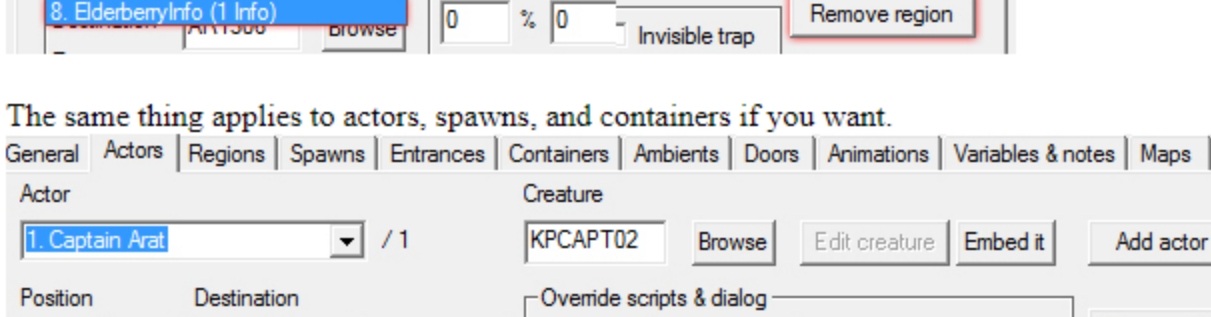 8. ElderberryInfo (1 Info)
Destination AR1306 Browse
0 % 0
Invisible trap
Remove region
The same thing applies to actors, spawns, and containers if you want.
General Actors Regions Spawns Entrances Containers Ambients Doors Animations Variables & notes Maps
Actor Creature
1. Captain Arat / 1 KPCAPT02 Browse Edit creature Embed it Add actor
Position Destination Override scripts & dialog